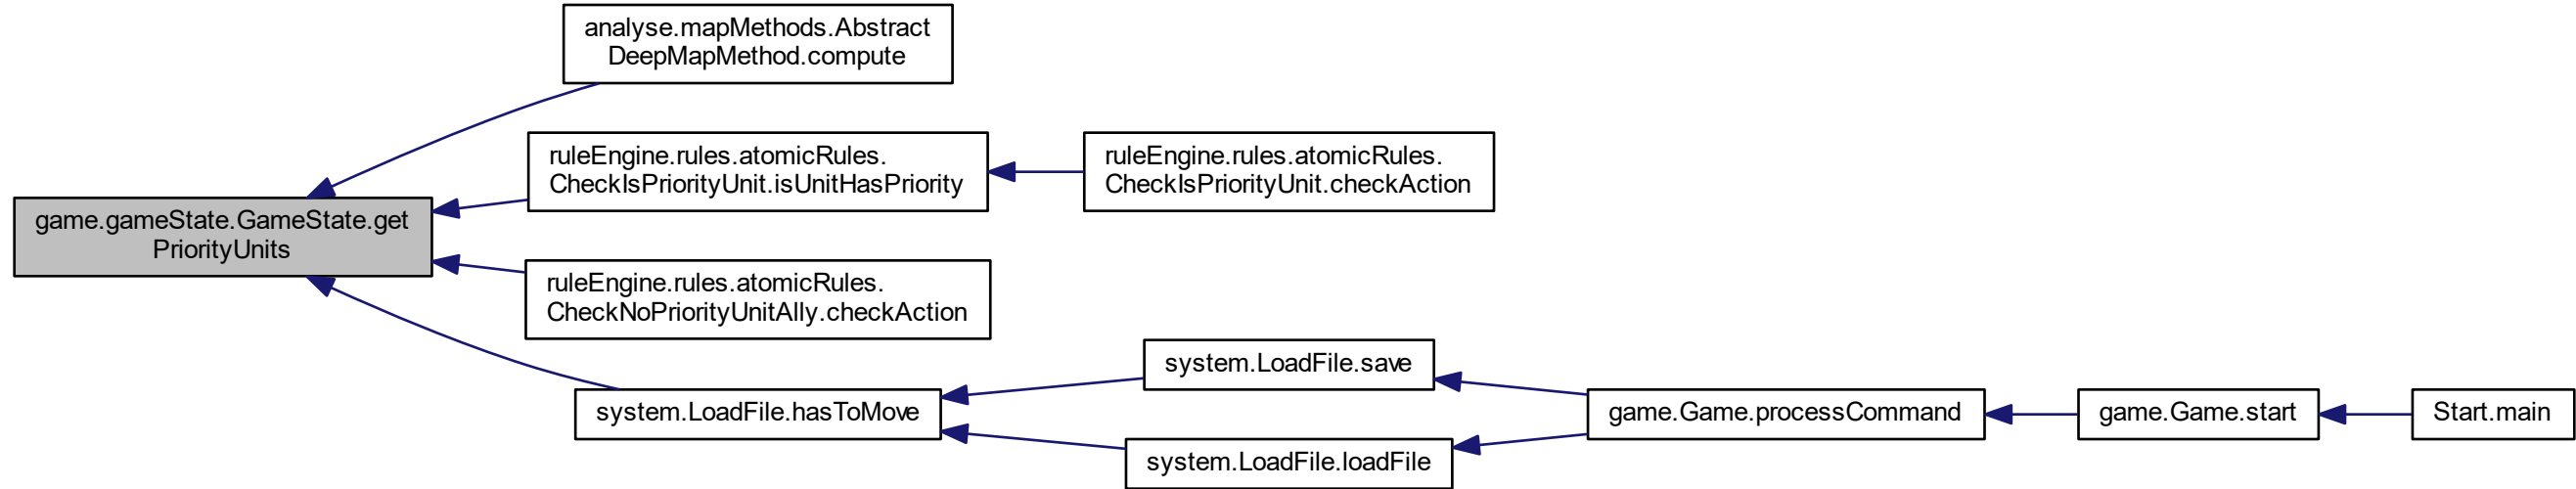 analyse.mapMethods.Abstract
DeepMapMethod.compute
ruleEngine.rules.atomicRules.
CheckIsPriorityUnit.isUnitHasPriority
ruleEngine.rules.atomicRules.
CheckIsPriorityUnit.checkAction
game.gameState.GameState.get
PriorityUnits
ruleEngine.rules.atomicRules.
CheckNoPriorityUnitAlly.checkAction
system.LoadFile.save
system.LoadFile.hasToMove
game.Game.processCommand
game.Game.start
Start.main
system.LoadFile.loadFile